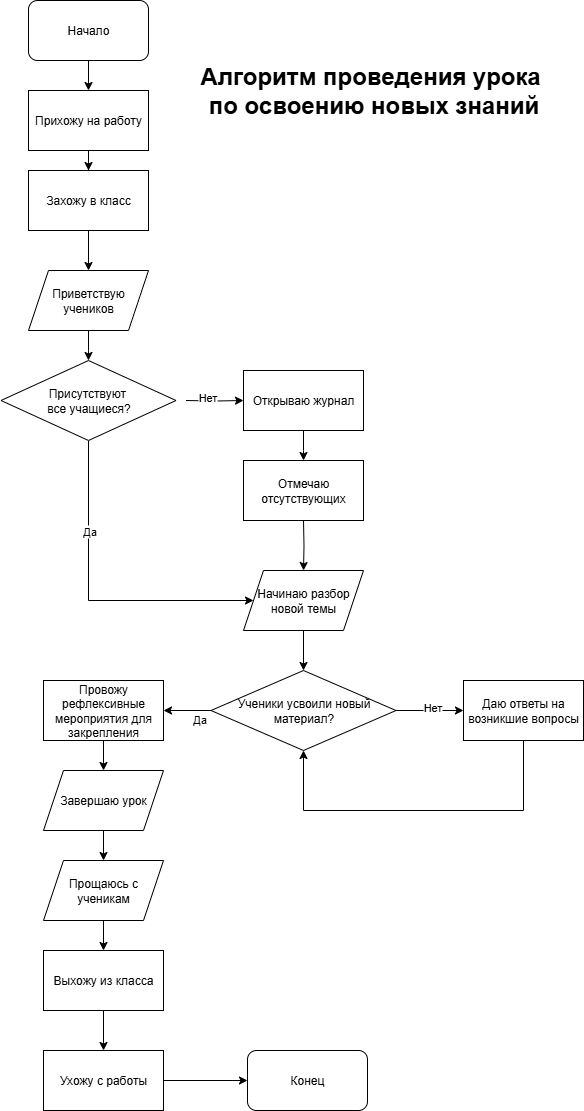 Начало
Алгоритм проведения урока
по освоению новых знаний
Прихожу на работу
Захожу в класс
Приветствую
учеников
Присутствуют
все учащиеся?
Нет
Открываю журнал
Отмечаю
отсутствующих
Да
Начинаю разбор
новой темы
Ученики усвоили новый
материал?
Нет
Даю ответы на
возникшие вопросы
Да
Провожу
рефлексивные
мероприятия для
закрепления
Завершаю урок
Прощаюсь с
ученикам
Выхожу из класса
Ухожу с работы
Конец